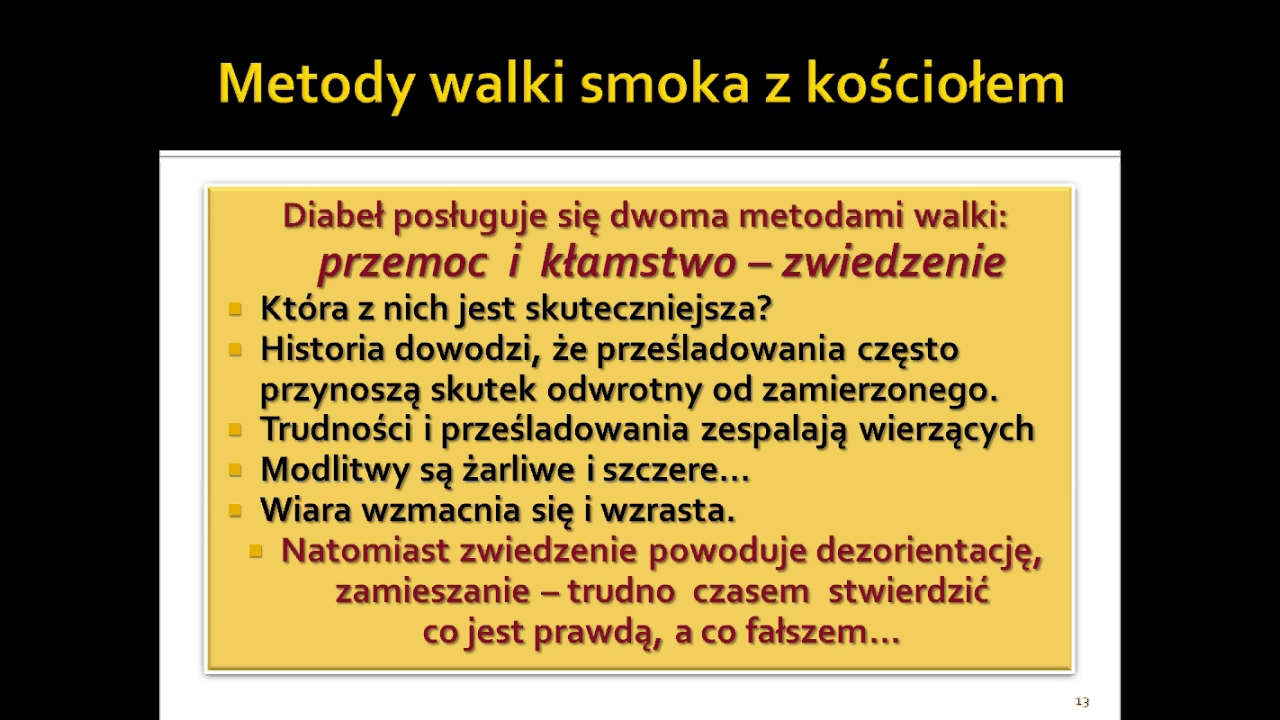 Metody walki smoka z kościołem
Diabeł posługuje się dwoma metodami walki:
przemoc i kłamstwo – zwiedzenie
Która z nich jest skuteczniejsza?
Historia dowodzi, że prześladowania często
przynoszą skutek odwrotny od zamierzonego.
Trudności i prześladowania zespalają wierzących
Modlitwy są żarliwe i szczere...
Wiara wzmacnia się i wzrasta.
Natomiast zwiedzenie powoduje dezorientację,
zamieszanie – trudno czasem stwierdzić
co jest prawdą, a co fałszem...
13